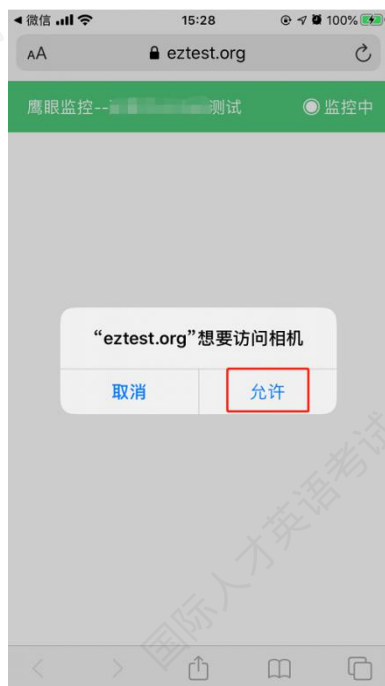 微信
15:28
100%
AA
eztest.org
鹰眼监控--
测试
监控中
“eztest.org”想要访问相机
取消
允许
国际人才英语考试